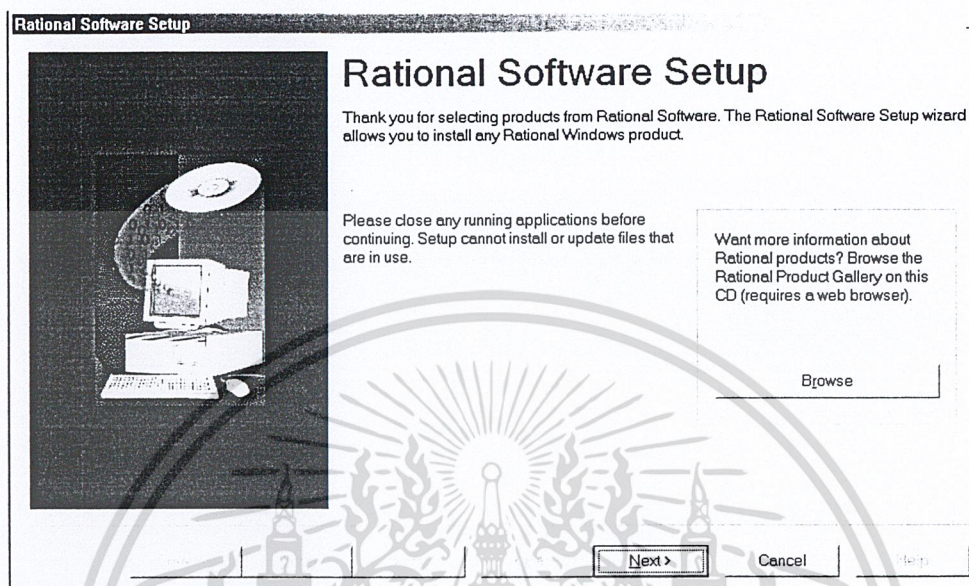 Rational Software Setup
Rational Software Setup
Thank you for selecting products from Rational Software. The Rational Software Setup wizard
allows you to install any Rational Windows product.
Please close any running applications before
continuing. Setup cannot install or update files that
are in use.
Want more information about
Rational products? Browse the
Rational Product Gallery on this
CD (requires a web browser).
Browse
Next >
Cancel
Help